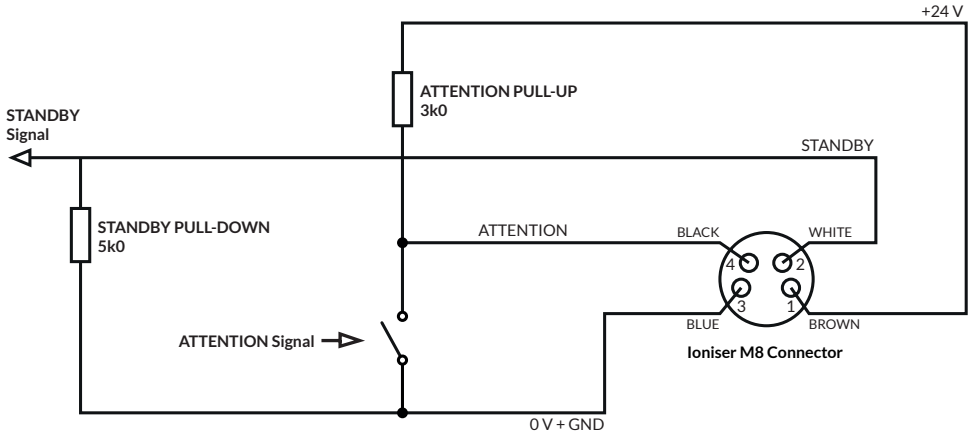 +24 V
ATTENTION PULL-UP
3k0
STANDBY
Signal
STANDBY
STANDBY PULL-DOWN
5k0
ATTENTION
BLACK
WHITE
4
2
3
1
BLUE
BROWN
ATTENTION Signal
Ioniser M8 Connector
0 V + GND